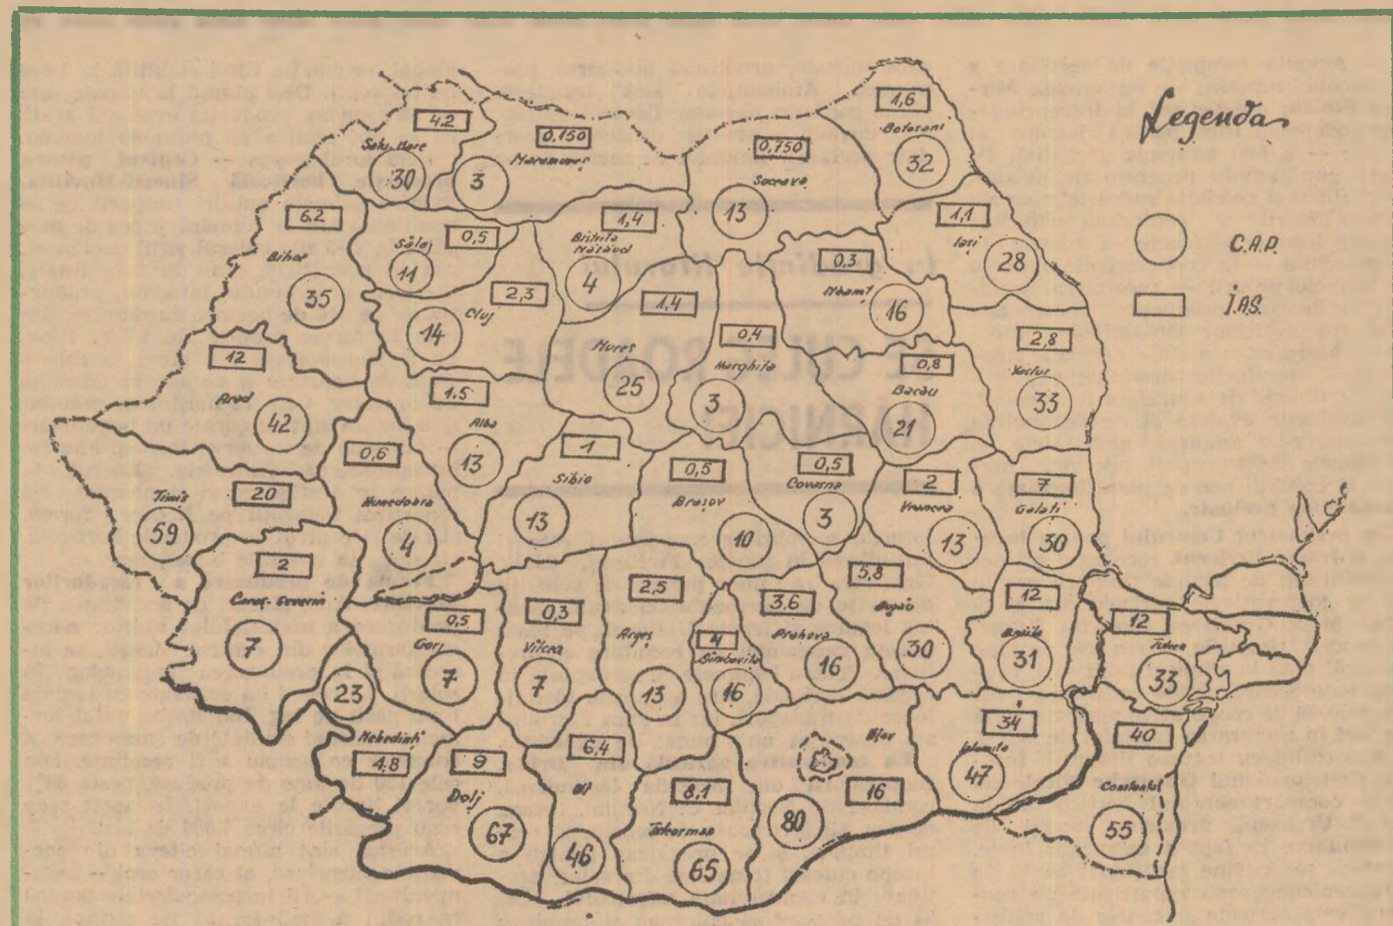 Legenda
C.A.P.
I.A.S.
4,2
Satu Mare
30
0,150
Maramureș
3
0,750
Suceava
13
1,6
Botoșani
32
6,2
Bihor
35
0,5
Sălaj
11
1,4
Bistrița
Năsăud
4
1,1
Iași
28
2,3
Cluj
14
1,4
Mureș
25
0,3
Neamț
16
0,4
Harghita
3
0,8
Bacău
21
2,8
Vaslui
33
12
Arad
42
1,5
Alba
13
0,6
Hunedoara
4
1
Sibiu
13
0,5
Brașov
10
0,5
Covasna
3
2
Vrancea
13
7
Galați
30
20
Timiș
59
2
Caraș-Severin
7
0,5
Gorj
7
0,3
Vîlcea
7
2,5
Argeș
13
4
Dîmbovița
16
3,6
Prahova
16
5,8
Buzău
30
12
Brăila
31
12
Tulcea
33
23
Mehedinți
4,8
9
Dolj
67
6,4
Olt
46
8,1
Teleorman
65
Ilfov
16
80
34
Ialomița
47
40
Constanța
55